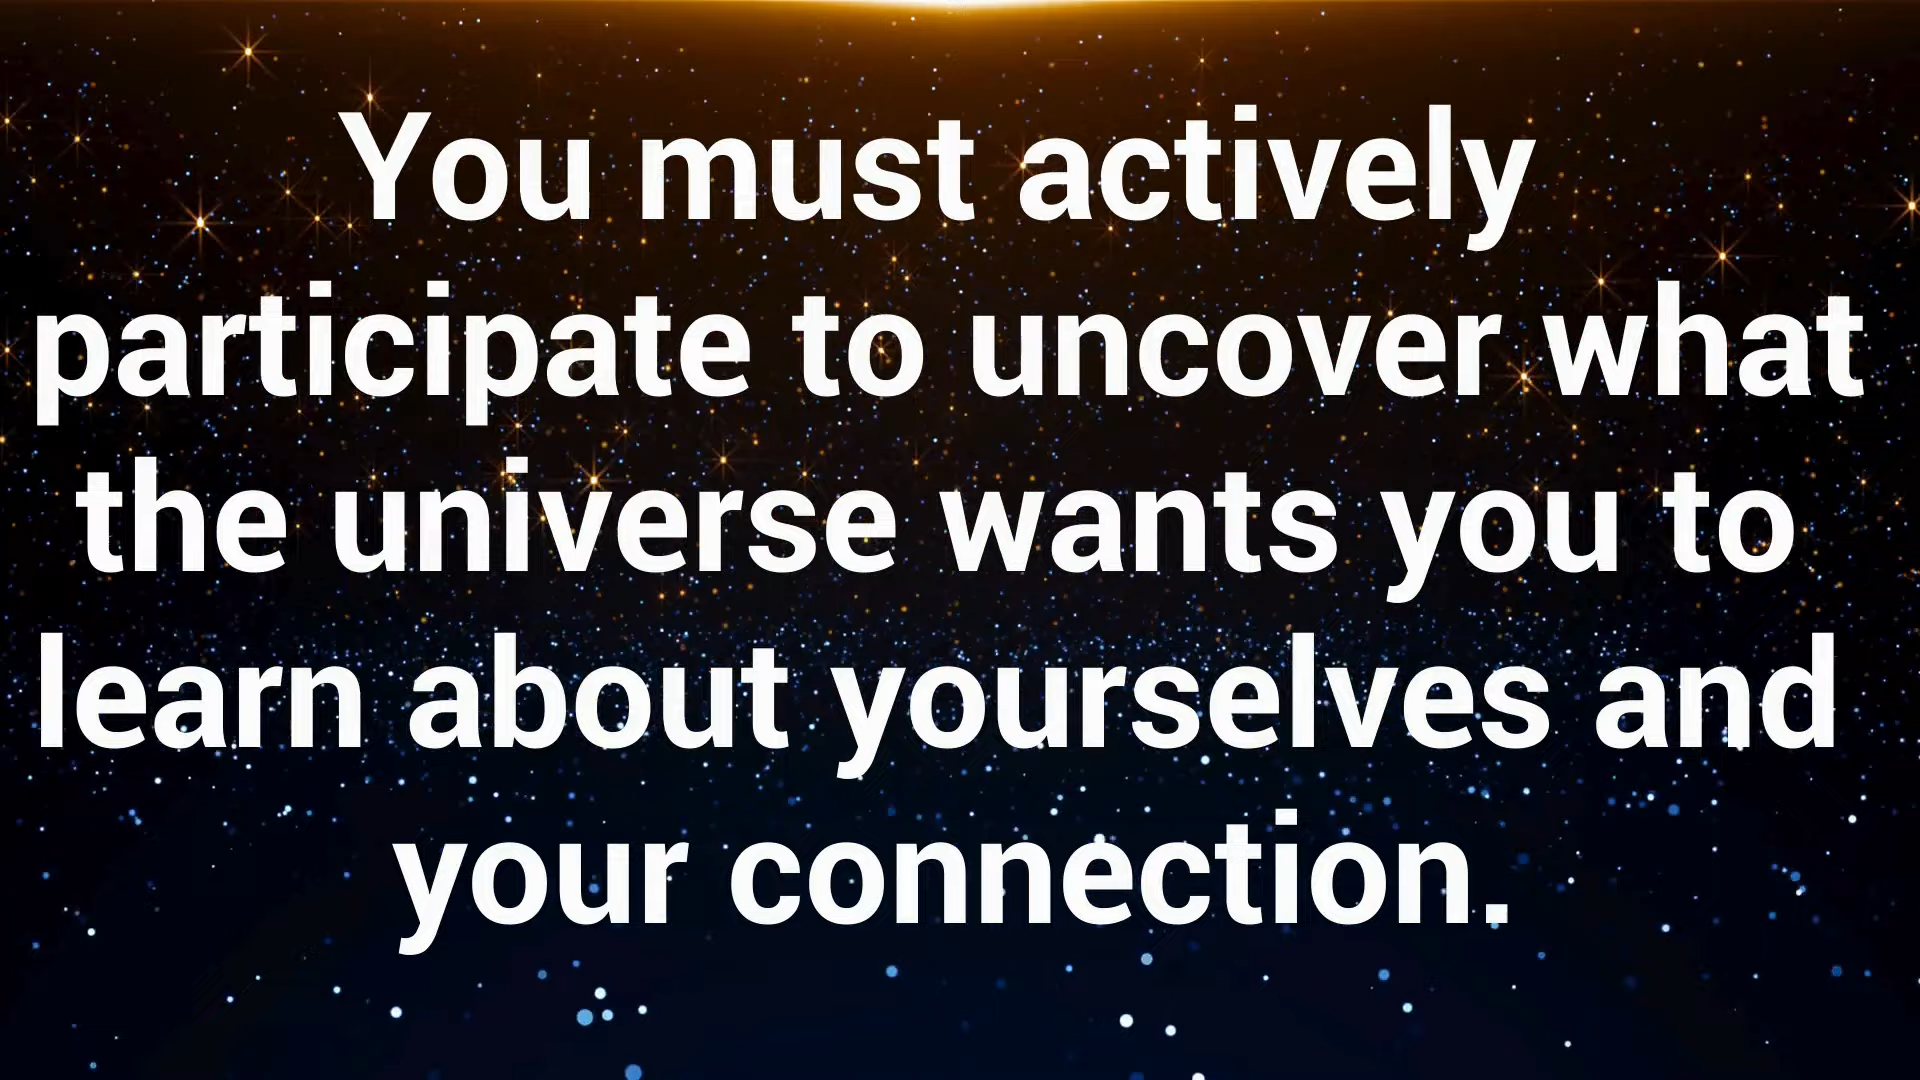 You must actively
participate to uncover what
the universe wants you to
learn about yourselves and
your connection.